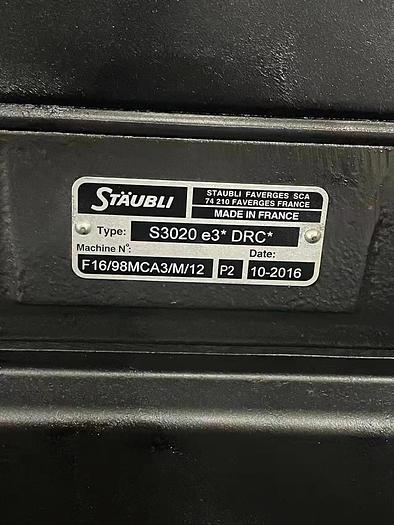 STÄUBLI
STAUBLI FAVERGES SCA
74 210 FAVERGES FRANCE
MADE IN FRANCE
Type: S3020 e3* DRC*
Machine N°: Date:
F16/98MCA3/M/12 P2 10-2016